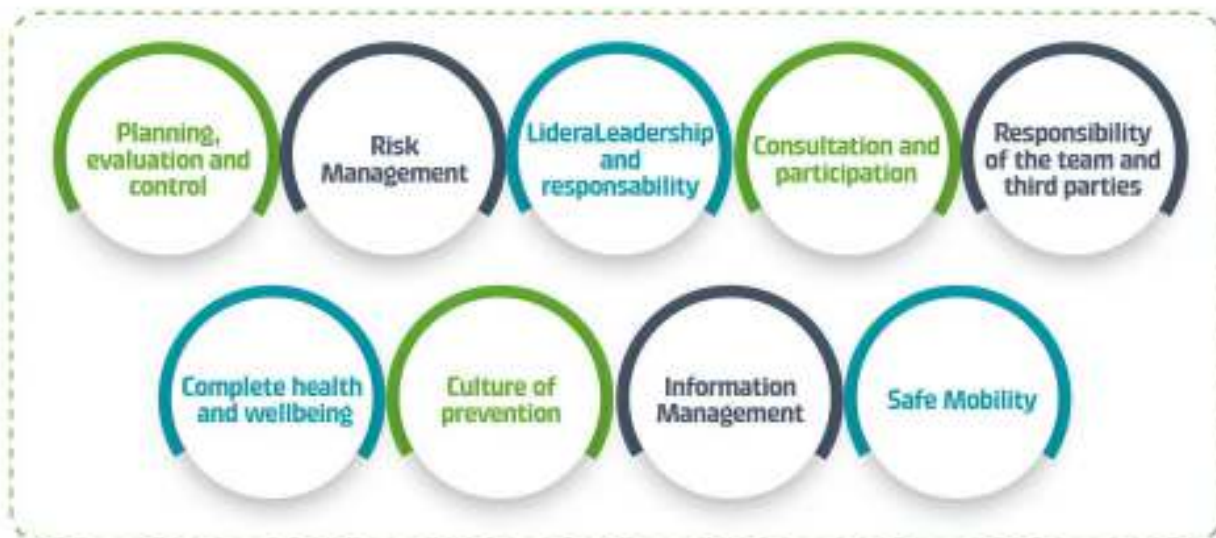 Planning,
evaluation and
control
Risk
Management
LideraLeadership
and
responsability
Consultation and
participation
Responsibility
of the team and
third parties
Complete health
and wellbeing
Culture of
prevention
Information
Management
Safe Mobility